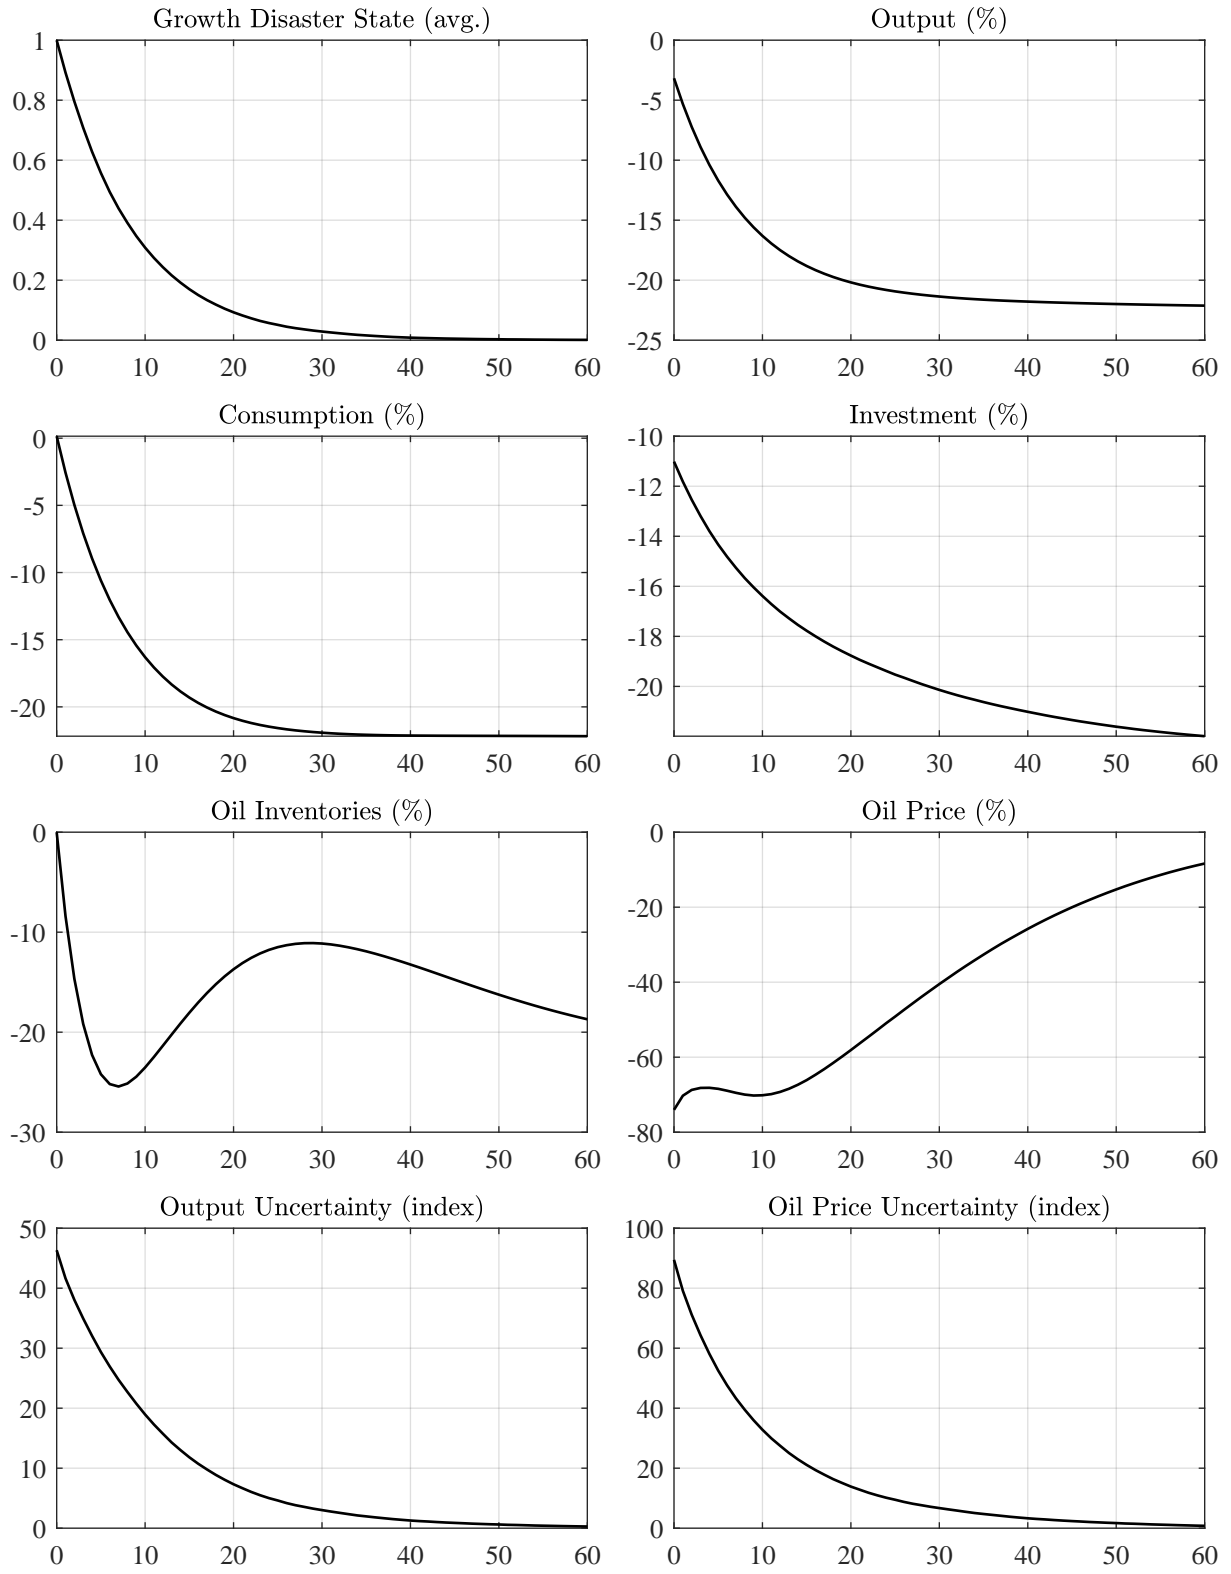 Growth Disaster State (avg.)
1
0.8
0.6
0.4
0.2
0
0 10 20 30 40 50 60
Output (%)
0
-5
-10
-15
-20
-25
0 10 20 30 40 50 60
Consumption (%)
0
-5
-10
-15
-20
0 10 20 30 40 50 60
Investment (%)
-10
-12
-14
-16
-18
-20
0 10 20 30 40 50 60
Oil Inventories (%)
0
-10
-20
-30
0 10 20 30 40 50 60
Oil Price (%)
0
-20
-40
-60
-80
0 10 20 30 40 50 60
Output Uncertainty (index)
50
40
30
20
10
0
0 10 20 30 40 50 60
Oil Price Uncertainty (index)
100
80
60
40
20
0
0 10 20 30 40 50 60